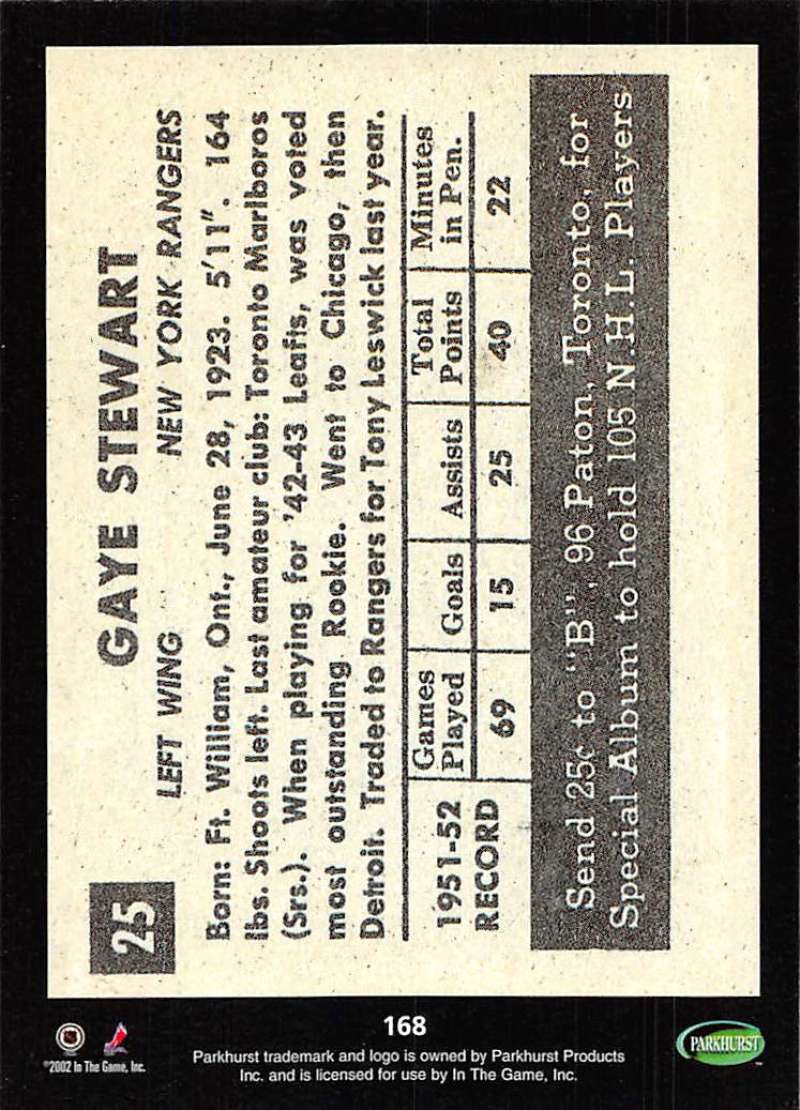 25
GAYE STEWART
LEFT WING NEW YORK RANGERS
Born: Ft. William, Ont., June 28, 1923. 5'11". 164
lbs. Shoots left. Last amateur club: Toronto Marlboros
(Srs.). When playing for '42-43 Leafs, was voted
most outstanding Rookie. Went to Chicago, then
Detroit. Traded to Rangers for Tony Leswick last year.
1951-52 RECORD
Games Played Goals Assists Total Points Minutes in Pen.
69 15 25 40 22
Send 25¢ to "B", 96 Paton, Toronto, for
Special Album to hold 105 N.H.L. Players
168
©2002 In The Game, Inc.
Parkhurst trademark and logo is owned by Parkhurst Products
Inc. and is licensed for use by In The Game, Inc.
PARKHURST